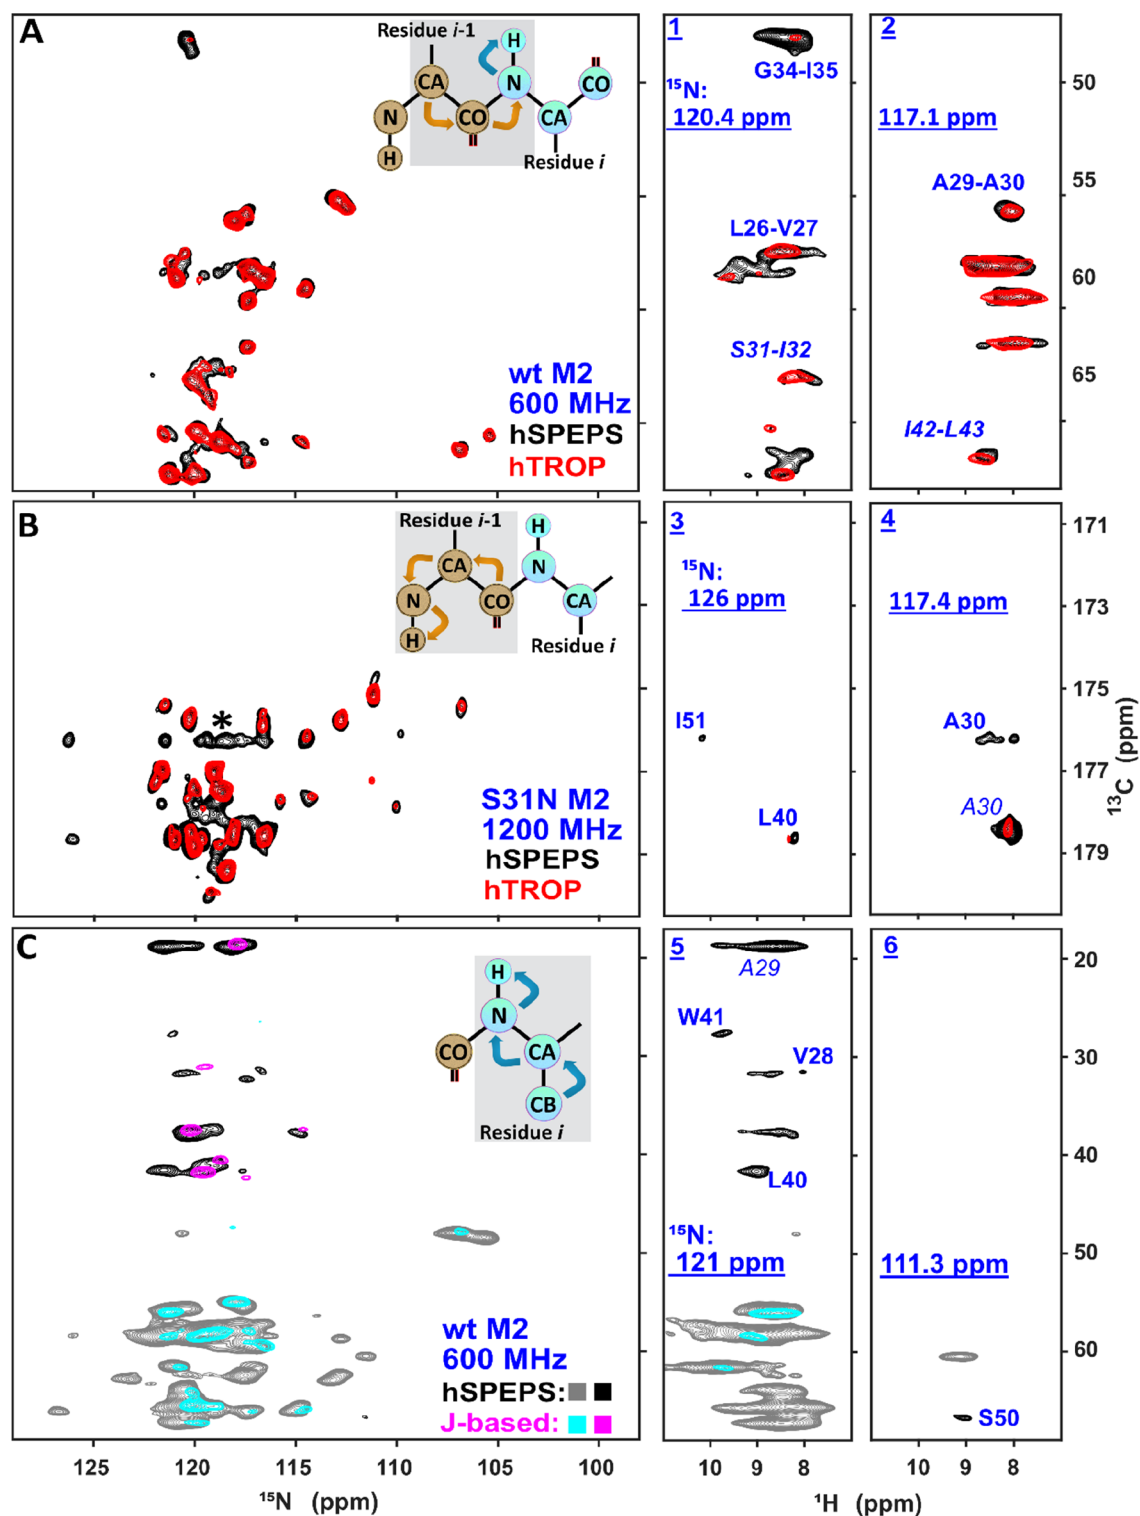 A
Residue i-1
H
CA
N
CO
N
CO
CA
H
Residue i
wt M2
600 MHz
hSPEPS
hTROP
1
G34-I35
¹⁵N:
120.4 ppm
L26-V27
S31-I32
2
117.1 ppm
A29-A30
I42-L43
50
55
60
65
B
Residue i-1
H
CA
N
N
CO
CA
H
Residue i
*
S31N M2
1200 MHz
hSPEPS
hTROP
3
¹⁵N:
126 ppm
I51
L40
4
117.4 ppm
A30
A30
171
173
175
177
179
¹³C (ppm)
C
H
N
CO
CA
CB
Residue i
wt M2
600 MHz
hSPEPS:
J-based:
5
A29
W41
V28
L40
¹⁵N:
121 ppm
6
111.3 ppm
S50
20
30
40
50
60
125 120 115 110 105 100
¹⁵N (ppm)
10 9 8
10 9 8
¹H (ppm)